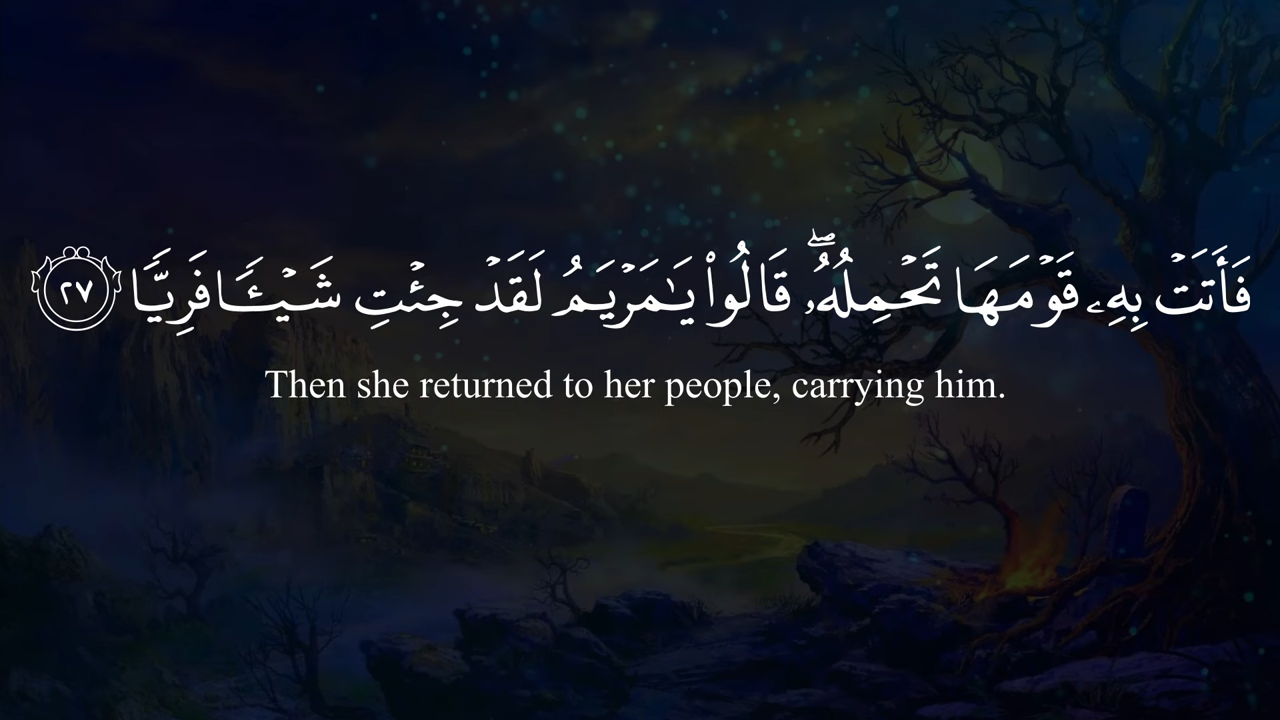 فَأَتَتْ بِهِۦ قَوْمَهَا تَحْمِلُهُۥۖ قَالُوا۟ يَـٰمَرْيَمُ لَقَدْ جِئْتِ شَيْـًٔا فَرِيًّا ٢٧
Then she returned to her people, carrying him.